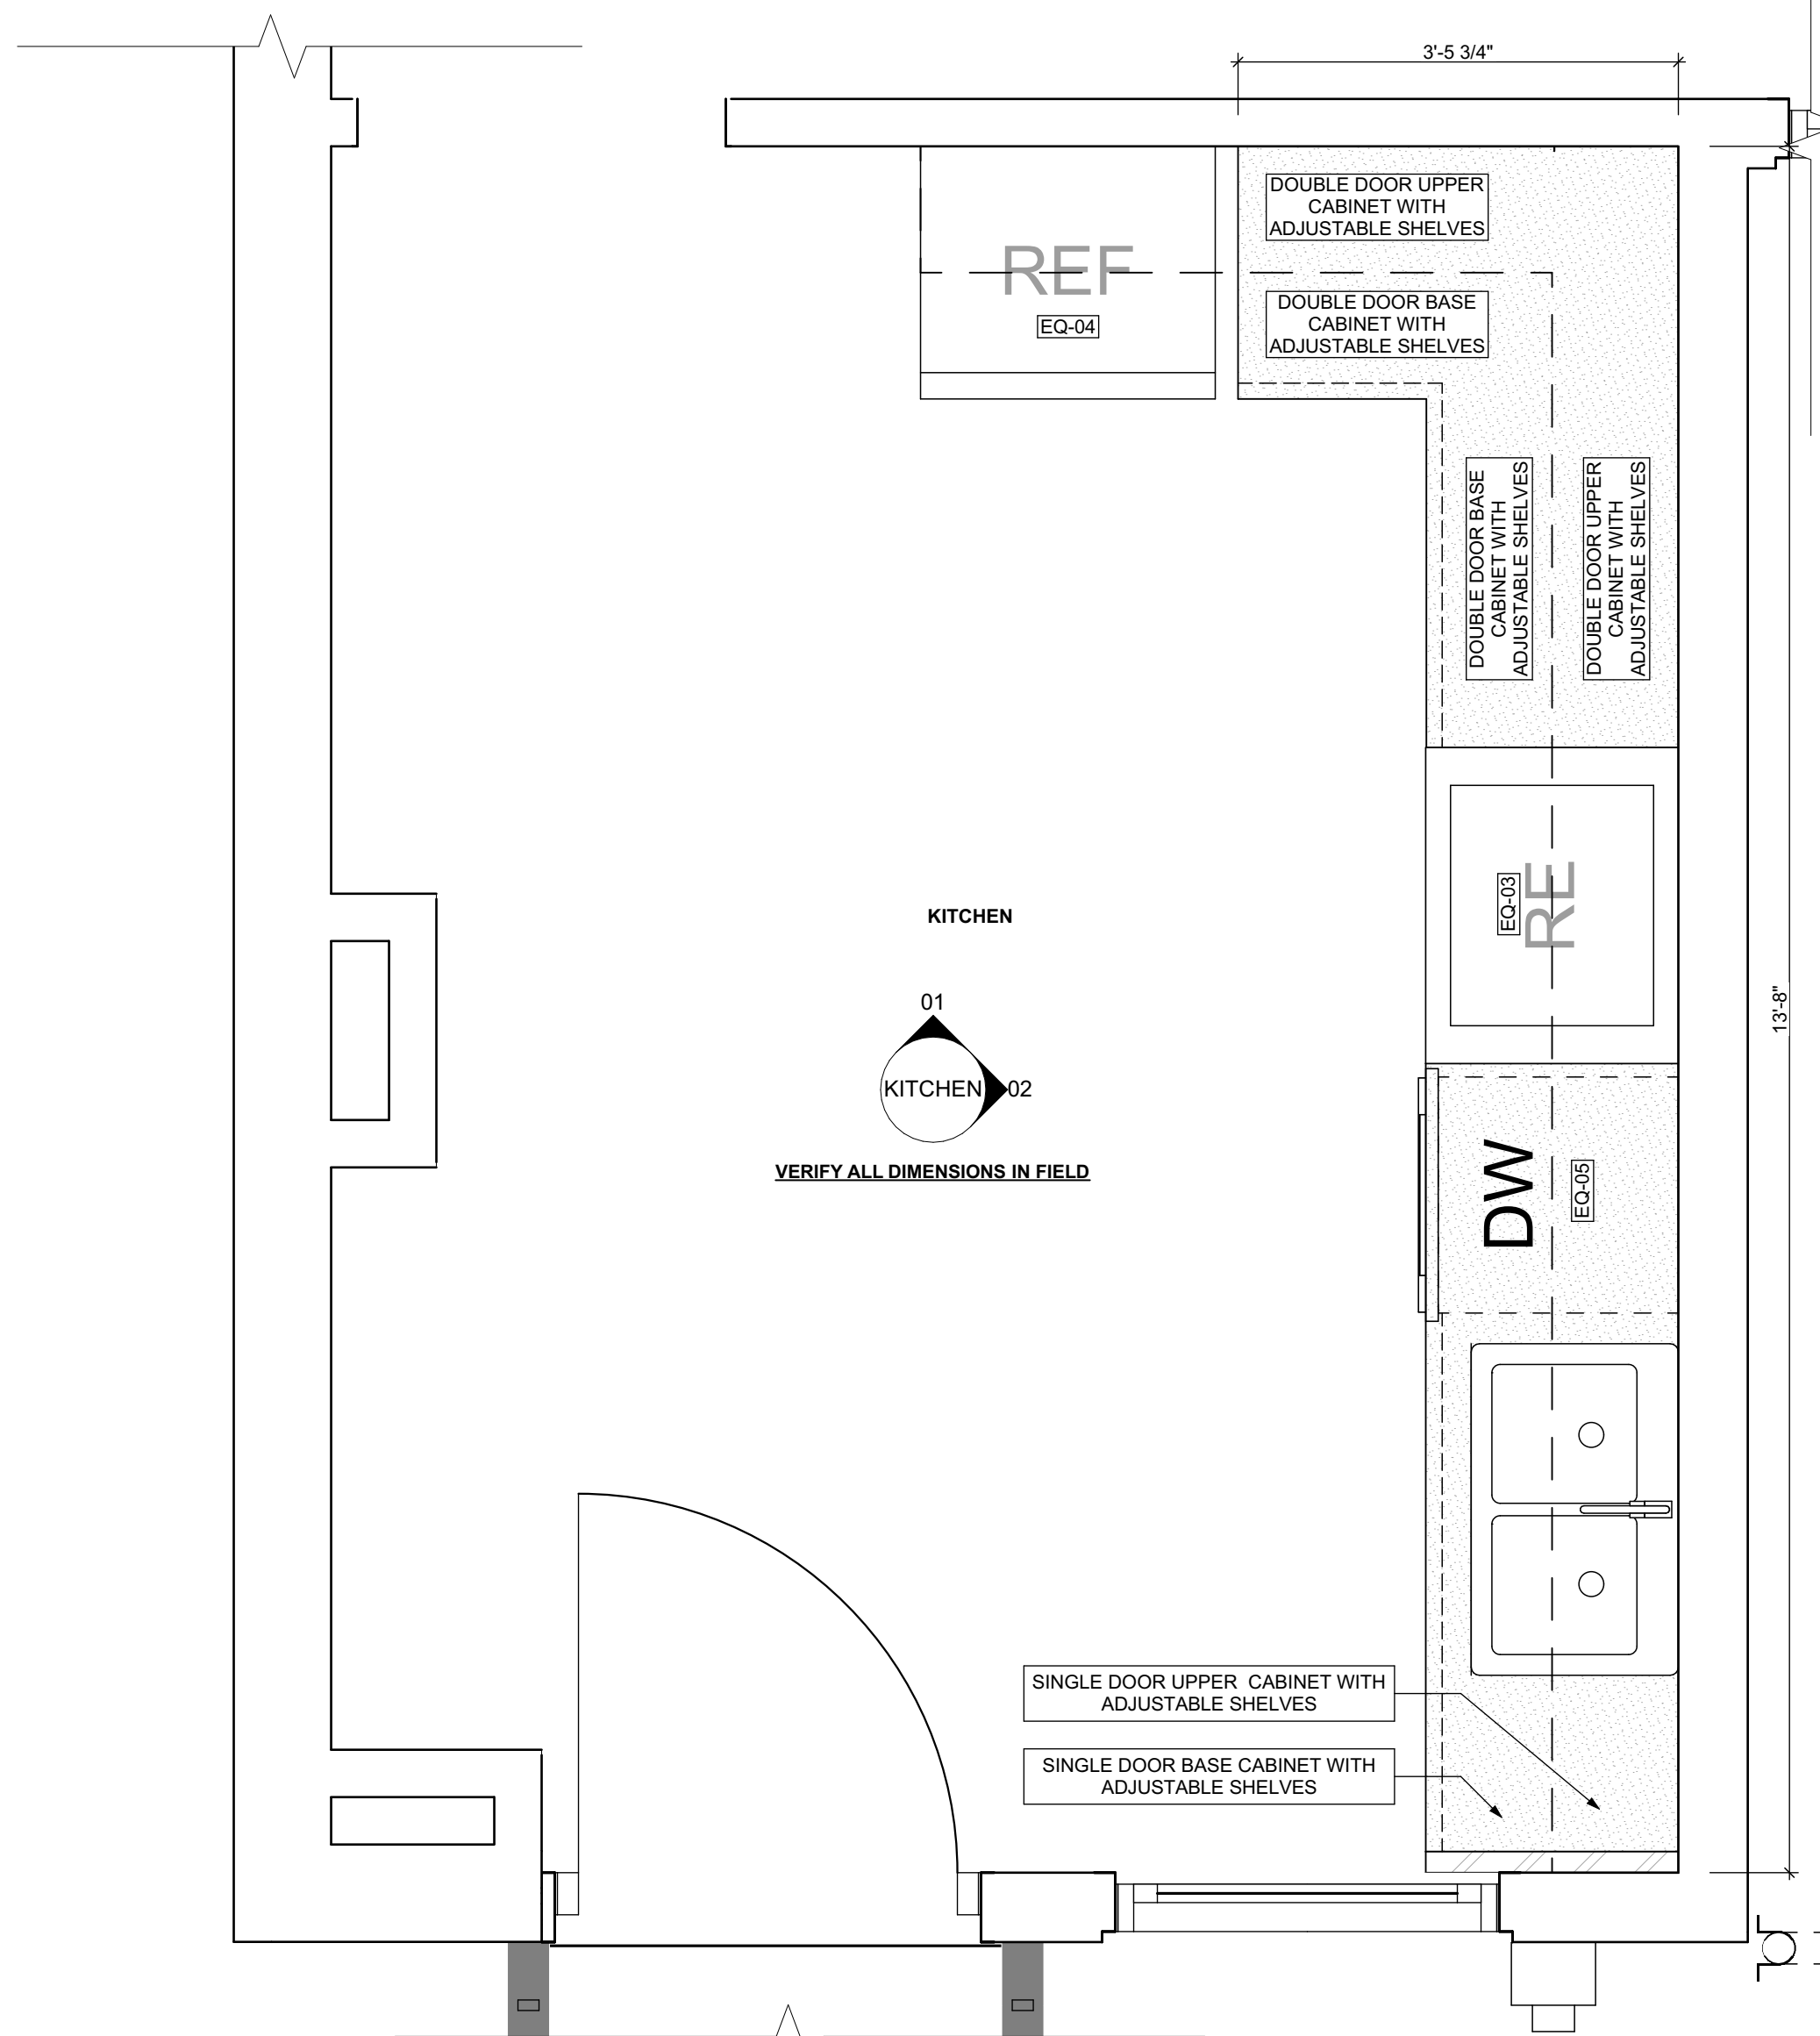 3'-5 3/4"
DOUBLE DOOR UPPER
CABINET WITH
ADJUSTABLE SHELVES
REF
EQ-04
DOUBLE DOOR BASE
CABINET WITH
ADJUSTABLE SHELVES
DOUBLE DOOR BASE
CABINET WITH
ADJUSTABLE SHELVES
DOUBLE DOOR UPPER
CABINET WITH
ADJUSTABLE SHELVES
EQ-03
RE
KITCHEN
01
KITCHEN
02
13'-8"
VERIFY ALL DIMENSIONS IN FIELD
DW
EQ-05
SINGLE DOOR UPPER CABINET WITH
ADJUSTABLE SHELVES
SINGLE DOOR BASE CABINET WITH
ADJUSTABLE SHELVES